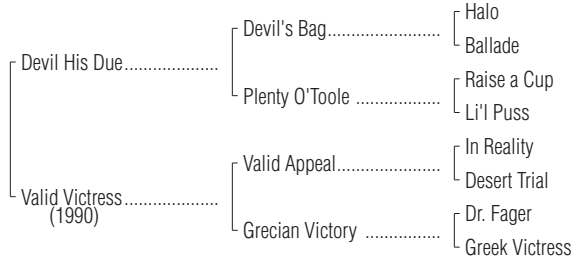 Halo
Devil's Bag
Ballade
Devil His Due
Raise a Cup
Plenty O'Toole
Li'l Puss
In Reality
Valid Appeal
Desert Trial
Valid Victress
(1990)
Dr. Fager
Grecian Victory
Greek Victress